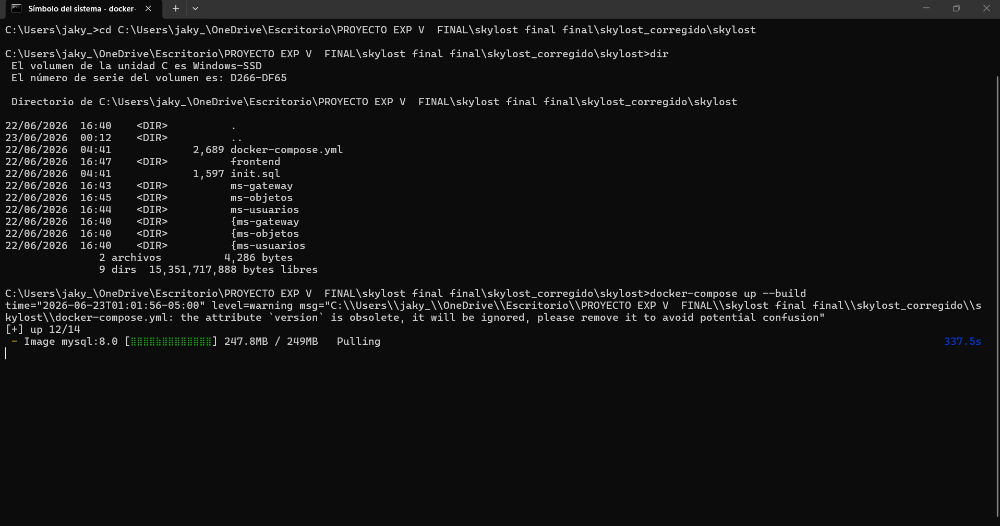 Símbolo del sistema - docker-
C:\Users\jaky_>cd C:\Users\jaky_\OneDrive\Escritorio\PROYECTO EXP V  FINAL\skylost final final\skylost_corregido\skylost
C:\Users\jaky_\OneDrive\Escritorio\PROYECTO EXP V  FINAL\skylost final final\skylost_corregido\skylost>dir
 El volumen de la unidad C es Windows-SSD
 El número de serie del volumen es: D266-DF65
 Directorio de C:\Users\jaky_\OneDrive\Escritorio\PROYECTO EXP V  FINAL\skylost final final\skylost_corregido\skylost
22/06/2026  16:40    <DIR>          .
23/06/2026  00:12    <DIR>          ..
22/06/2026  04:41             2,689 docker-compose.yml
22/06/2026  16:47    <DIR>          frontend
22/06/2026  04:41             1,597 init.sql
22/06/2026  16:43    <DIR>          ms-gateway
22/06/2026  16:45    <DIR>          ms-objetos
22/06/2026  16:44    <DIR>          ms-usuarios
22/06/2026  16:40    <DIR>          {ms-gateway
22/06/2026  16:40    <DIR>          {ms-objetos
22/06/2026  16:40    <DIR>          {ms-usuarios
               2 archivos          4,286 bytes
               9 dirs  15,351,717,888 bytes libres
C:\Users\jaky_\OneDrive\Escritorio\PROYECTO EXP V  FINAL\skylost final final\skylost_corregido\skylost>docker-compose up --build
time="2026-06-23T01:01:56-05:00" level=warning msg="C:\\Users\\jaky_\\OneDrive\\Escritorio\\PROYECTO EXP V  FINAL\\skylost final final\\skylost_corregido\\s
kylost\\docker-compose.yml: the attribute `version` is obsolete, it will be ignored, please remove it to avoid potential confusion"
[+] up 12/14
 - Image mysql:8.0 [⣿⣿⣿⣿⣷⣿⣿⣿⣿⣿⣿⣿⣿] 247.8MB / 249MB   Pulling 337.5s